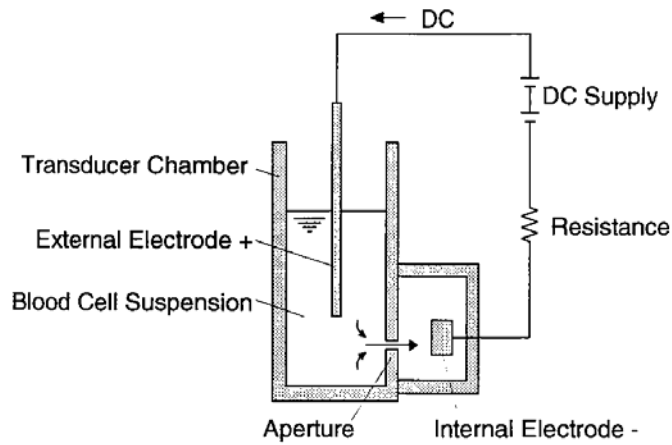 DC
DC Supply
Transducer Chamber
Resistance
External Electrode +
Blood Cell Suspension
Aperture
Internal Electrode -